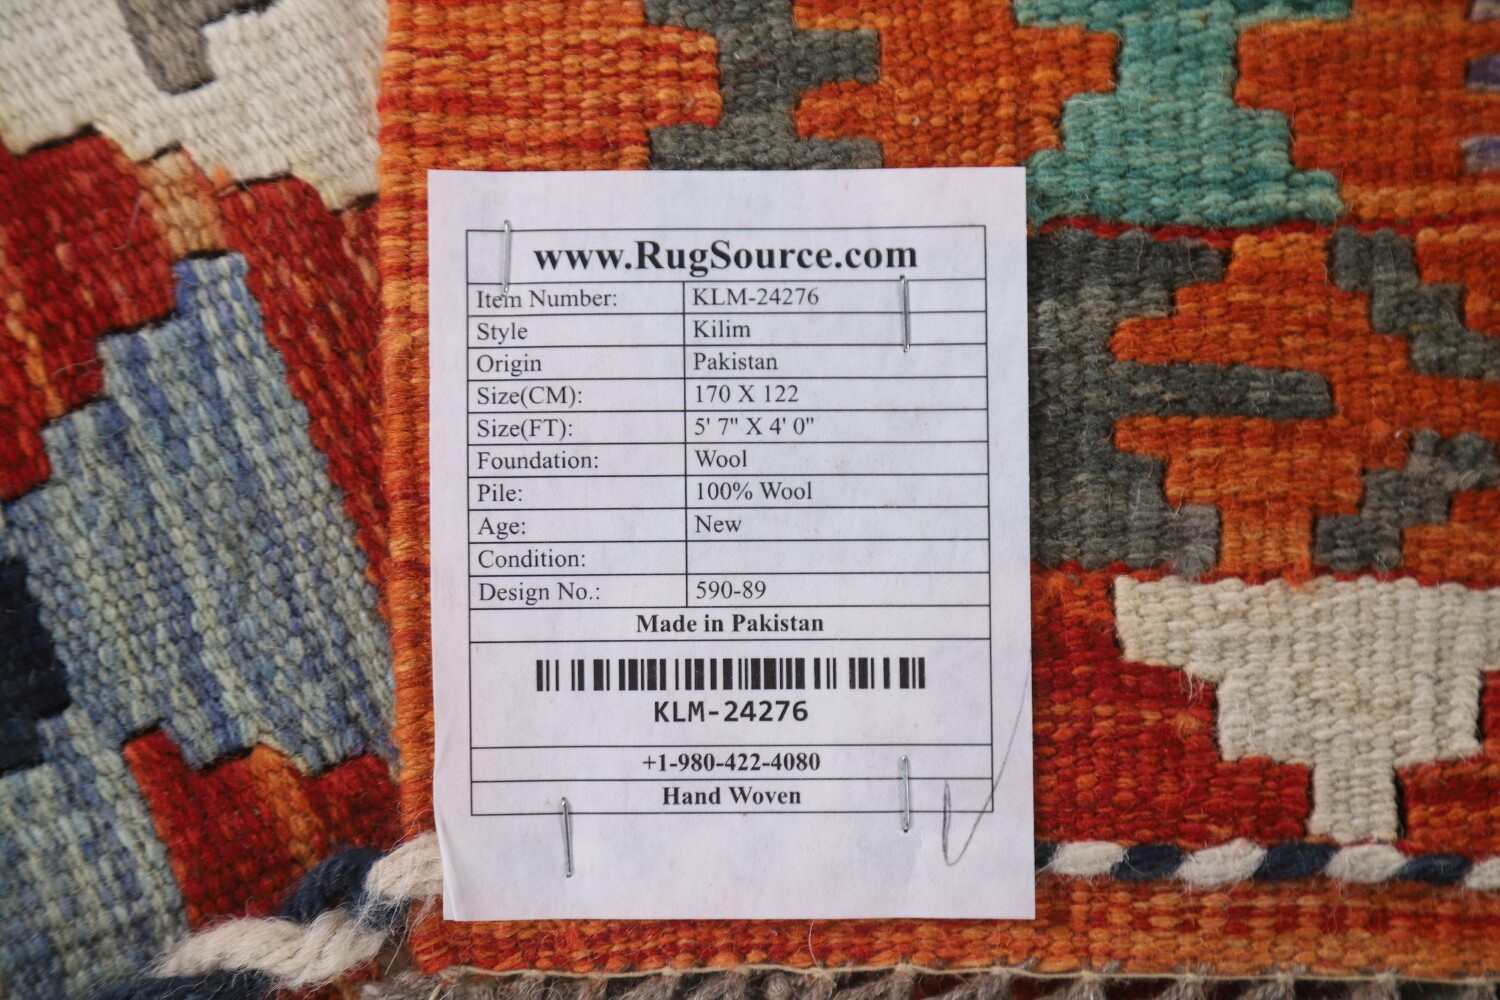 www.RugSource.com
Item Number: KLM-24276
Style Kilim
Origin Pakistan
Size(CM): 170 X 122
Size(FT): 5' 7" X 4' 0"
Foundation: Wool
Pile: 100% Wool
Age: New
Condition:
Design No.: 590-89
Made in Pakistan
KLM-24276
+1-980-422-4080
Hand Woven